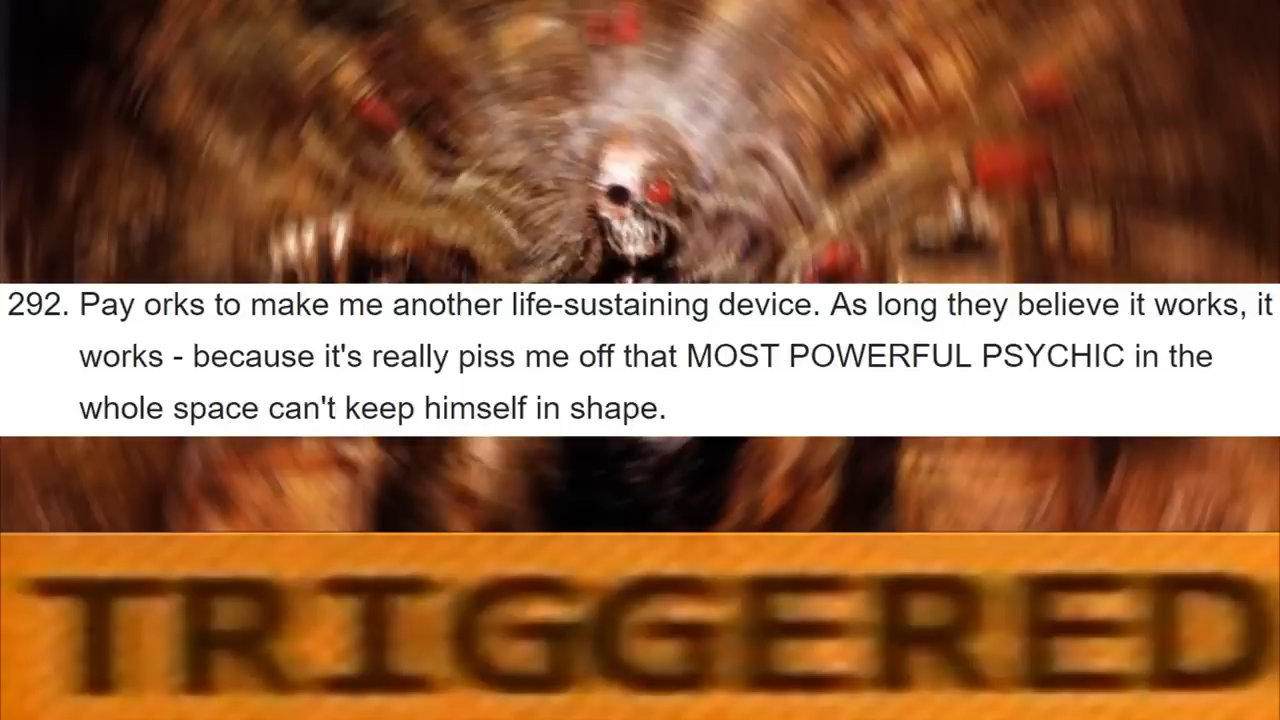 292. Pay orks to make me another life-sustaining device. As long they believe it works, it
works - because it's really piss me off that MOST POWERFUL PSYCHIC in the
whole space can't keep himself in shape.
TRIGGERED